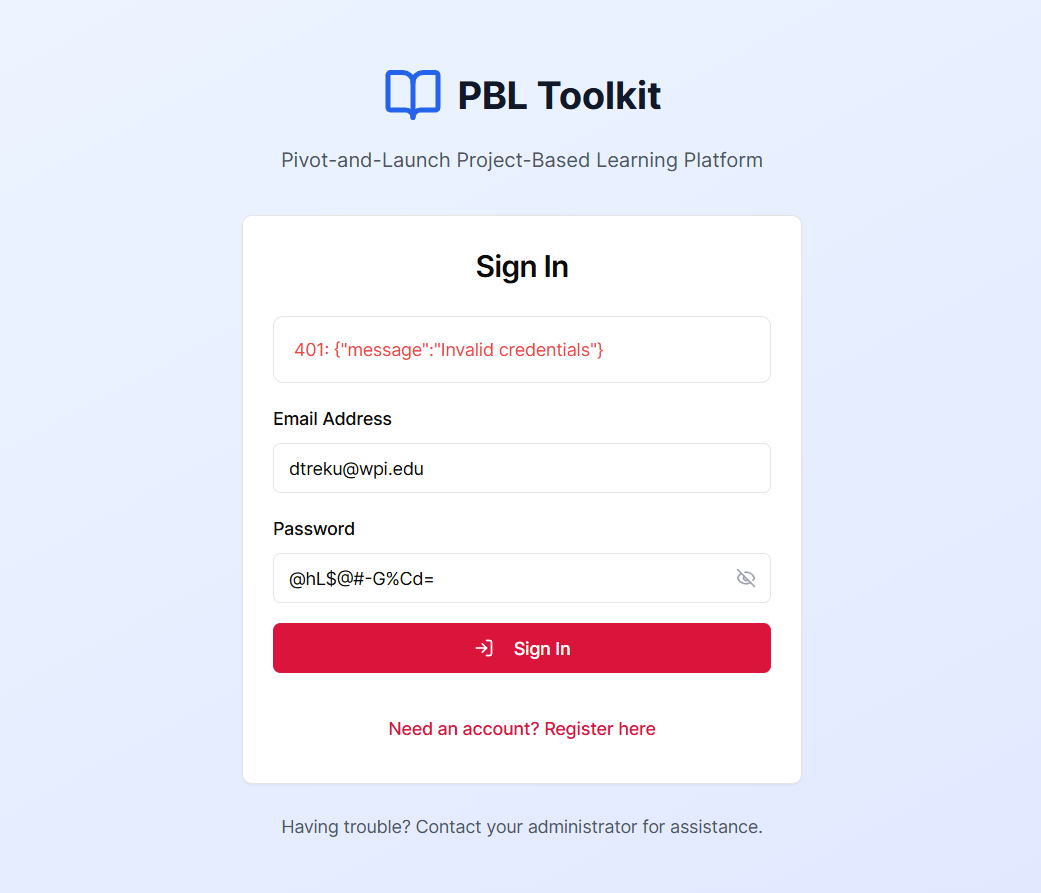 PBL Toolkit
Pivot-and-Launch Project-Based Learning Platform
Sign In
401: {"message":"Invalid credentials"}
Email Address
dtreku@wpi.edu
Password
@hL$@#-G%Cd=
Sign In
Need an account? Register here
Having trouble? Contact your administrator for assistance.